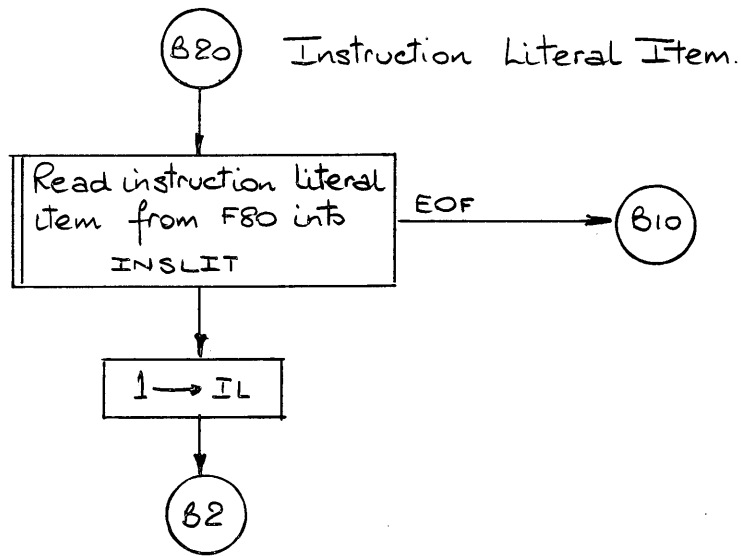 B20 Instruction Literal Item.
Read instruction literal
item from F80 into
INSLIT
EOF
B10
1 → IL
B2